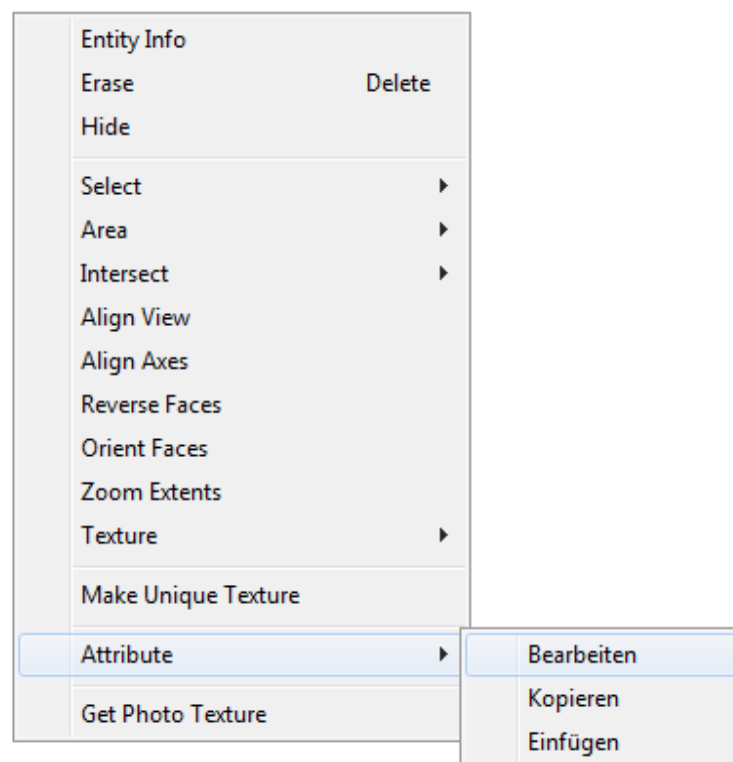 Entity Info
Erase Delete
Hide
Select
Area
Intersect
Align View
Align Axes
Reverse Faces
Orient Faces
Zoom Extents
Texture
Make Unique Texture
Attribute
Bearbeiten
Kopieren
Einfügen
Get Photo Texture